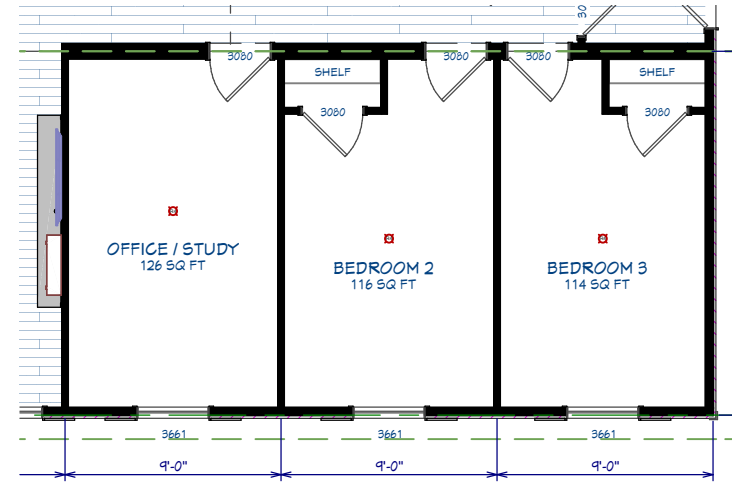 30
3080
3080
3080
SHELF
SHELF
3080
3080
OFFICE / STUDY
126 SQ FT
BEDROOM 2
116 SQ FT
BEDROOM 3
114 SQ FT
3661
3661
3661
9'-0"
9'-0"
9'-0"